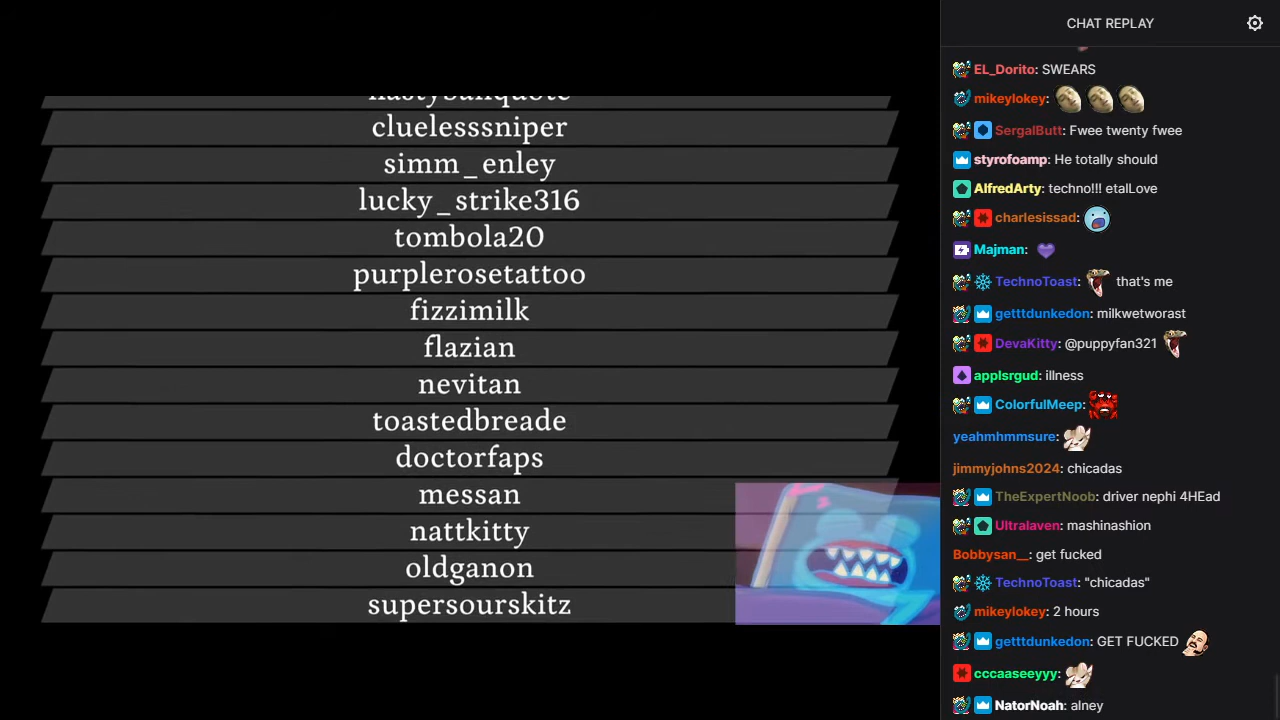 nastysanquote
cluelesssniper
simm_enley
lucky_strike316
tombola20
purplerosetattoo
fizzimilk
flazian
nevitan
toastedbreade
doctorfaps
messan
nattkitty
oldganon
supersourskitz
CHAT REPLAY
EL_Dorito: SWEARS
mikeylokey:
SergalButt: Fwee twenty fwee
styrofoamp: He totally should
AlfredArty: techno!!! etalLove
charlesissad:
Majman:
TechnoToast: that's me
getttdunkedon: milkwetworast
DevaKitty: @puppyfan321
applsrgud: illness
ColorfulMeep:
yeahmhmmsure:
jimmyjohns2024: chicadas
TheExpertNoob: driver nephi 4HEad
Ultralaven: mashinashion
Bobbysan__: get fucked
TechnoToast: "chicadas"
mikeylokey: 2 hours
getttdunkedon: GET FUCKED
cccaaseeyyy:
NatorNoah: alney